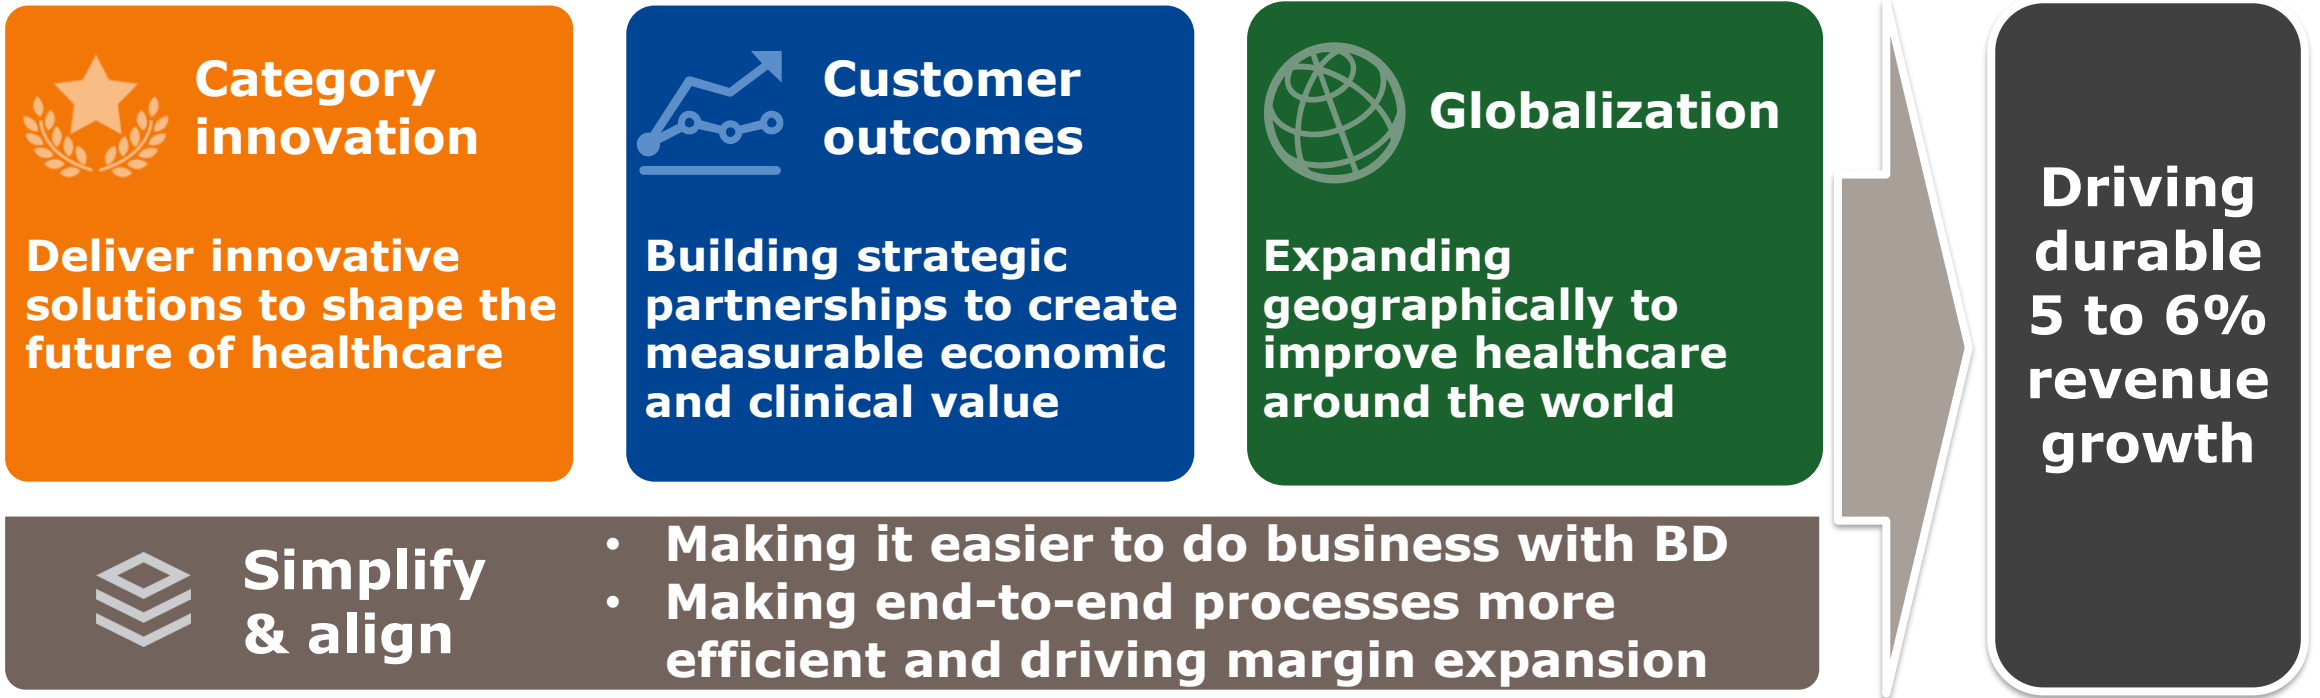 Category
innovation
Deliver innovative
solutions to shape the
future of healthcare
Customer
outcomes
Building strategic
partnerships to create
measurable economic
and clinical value
Globalization
Expanding
geographically to
improve healthcare
around the world
Simplify
& align
• Making it easier to do business with BD
• Making end-to-end processes more
efficient and driving margin expansion
Driving
durable
5 to 6%
revenue
growth